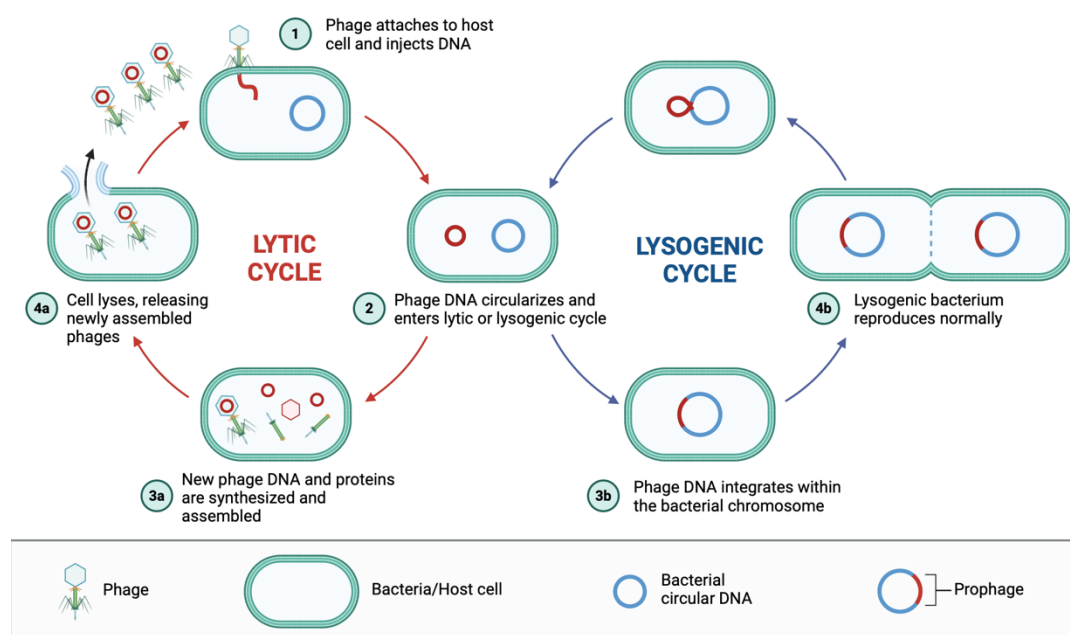 1
Phage attaches to host
cell and injects DNA
LYTIC
CYCLE
LYSOGENIC
CYCLE
4a
Cell lyses, releasing
newly assembled
phages
2
Phage DNA circularizes and
enters lytic or lysogenic cycle
4b
Lysogenic bacterium
reproduces normally
3a
New phage DNA and proteins
are synthesized and
assembled
3b
Phage DNA integrates within
the bacterial chromosome
Phage
Bacteria/Host cell
Bacterial
circular DNA
Prophage